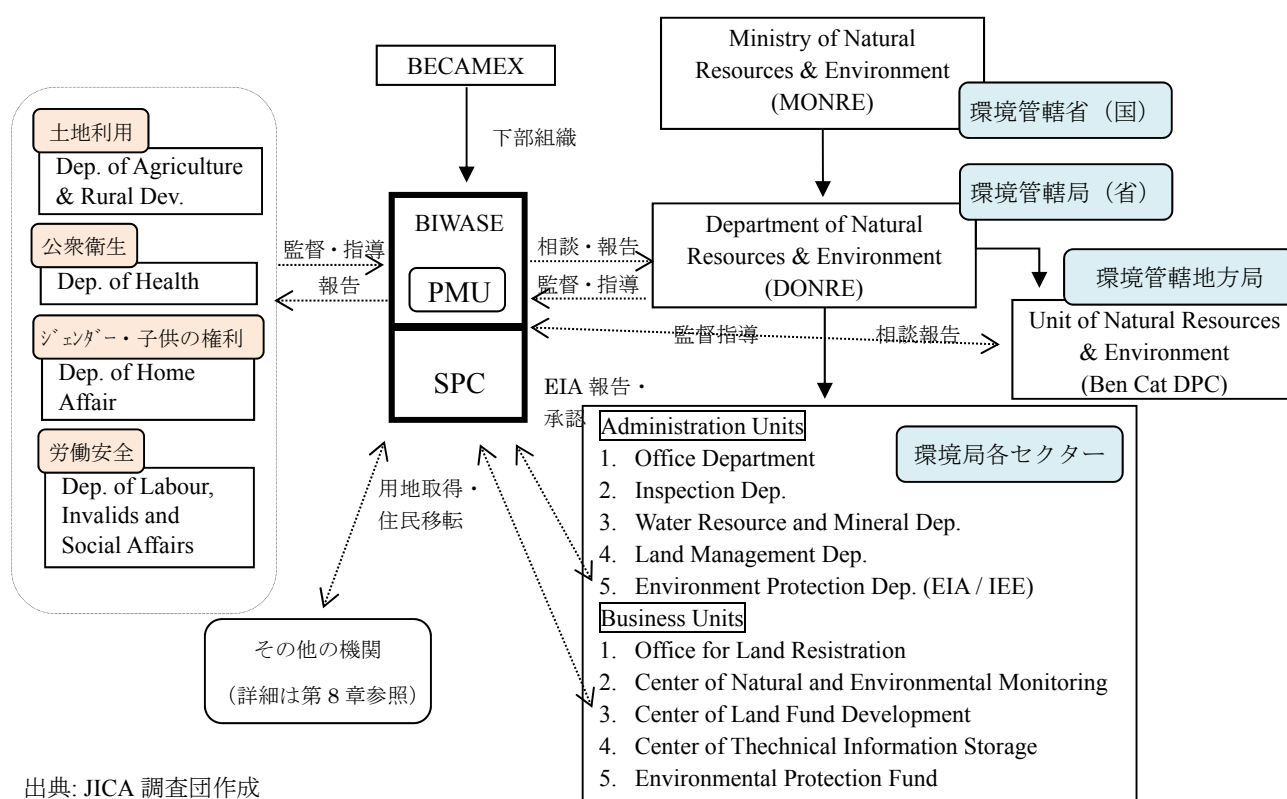 BECAMEX
下部組織
Ministry of Natural
Resources & Environment
(MONRE)
環境管轄省（国）
土地利用
Dep. of Agriculture
& Rural Dev.
公衆衛生
Dep. of Health
ｼﾞｪﾝﾀﾞｰ・子供の権利
Dep. of Home
Affair
労働安全
Dep. of Labour,
Invalids and
Social Affairs
監督・指導
報告
BIWASE
PMU
SPC
相談・報告
監督・指導
環境管轄局（省）
Department of Natural
Resources & Environment
(DONRE)
環境管轄地方局
Unit of Natural Resources
& Environment
(Ben Cat DPC)
監督指導
相談報告
EIA 報告・
承認
用地取得・
住民移転
その他の機関
（詳細は第 8 章参照）
Administration Units
環境局各セクター
1. Office Department
2. Inspection Dep.
3. Water Resource and Mineral Dep.
4. Land Management Dep.
5. Environment Protection Dep. (EIA / IEE)
Business Units
1. Office for Land Resistration
2. Center of Natural and Environmental Monitoring
3. Center of Land Fund Development
4. Center of Thechnical Information Storage
5. Environmental Protection Fund
出典: JICA 調査団作成